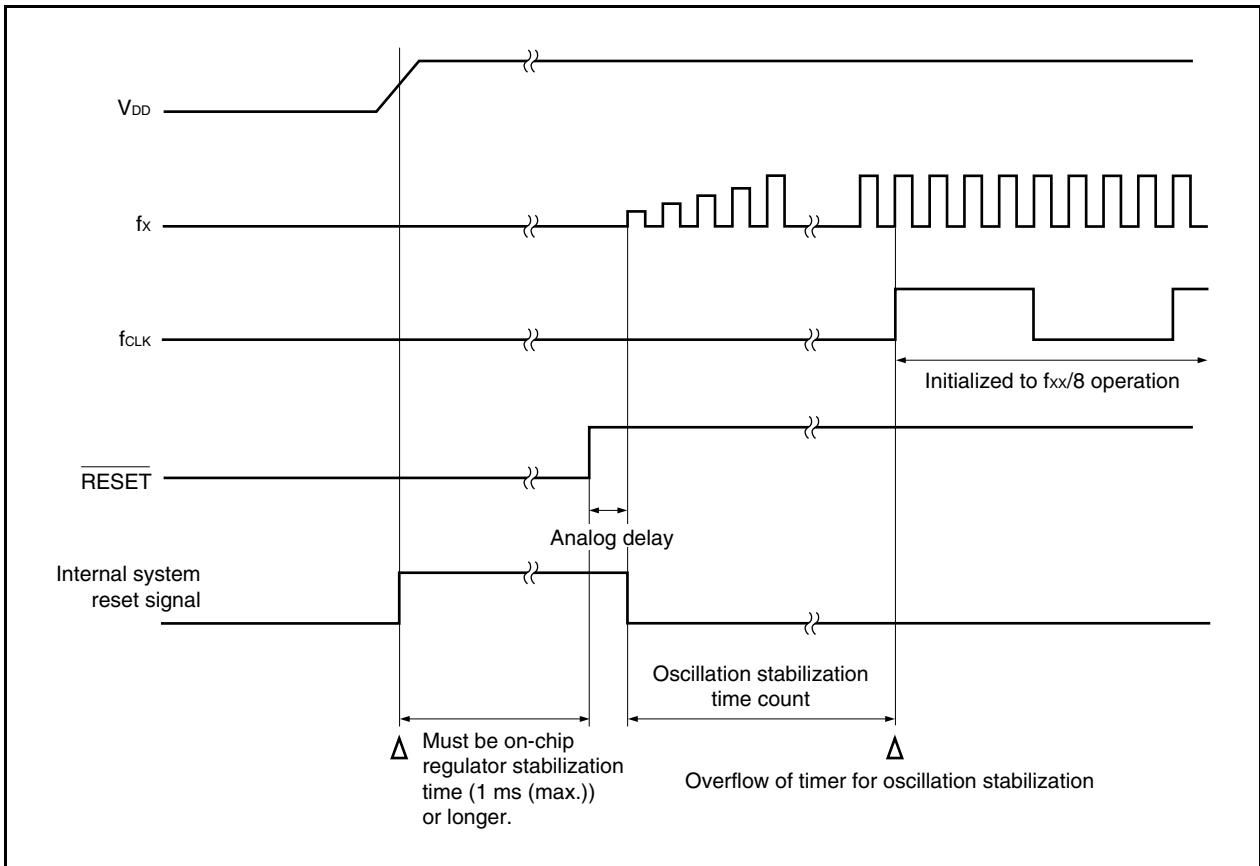 VDD
fX
fCLK
Initialized to fXX/8 operation
RESET
Analog delay
Internal system
reset signal
Oscillation stabilization
time count
Must be on-chip
regulator stabilization
time (1 ms (max.))
or longer.
Overflow of timer for oscillation stabilization